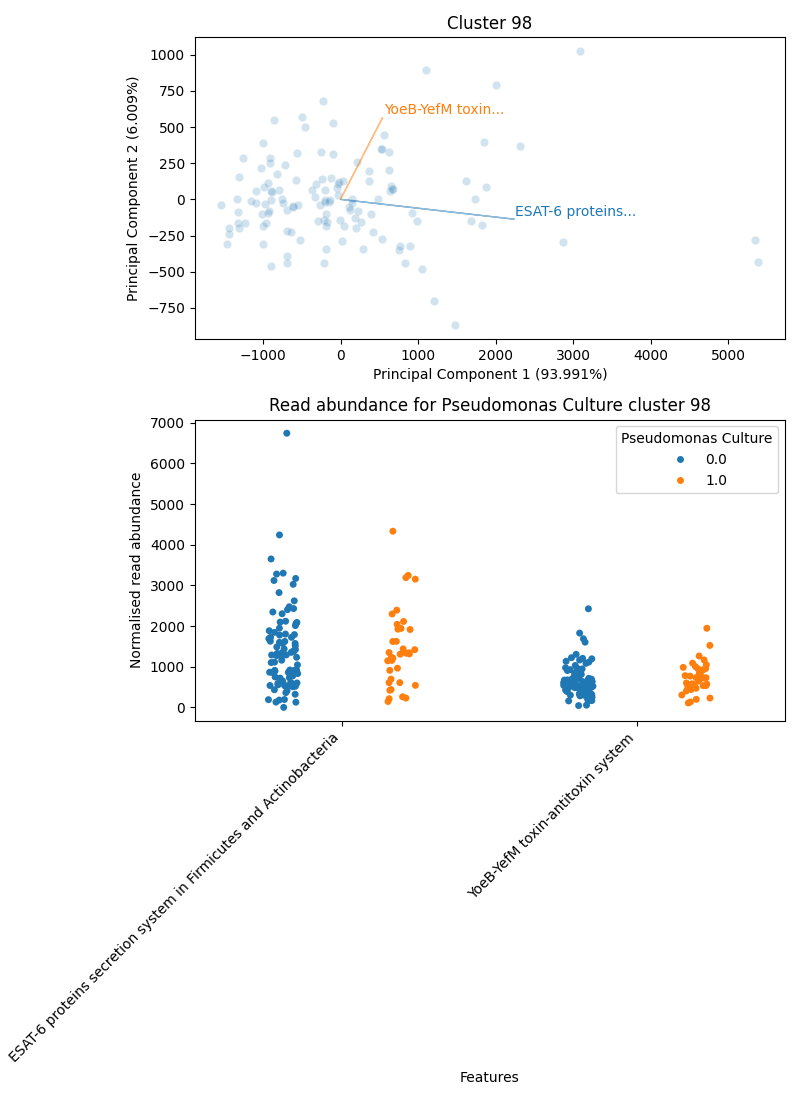 Cluster 98
1000
750
500
250
0
−250
−500
−750
Principal Component 2 (6.009%)
YoeB-YefM toxin...
ESAT-6 proteins...
−1000 0 1000 2000 3000 4000 5000
Principal Component 1 (93.991%)
Read abundance for Pseudomonas Culture cluster 98
7000
6000
5000
4000
3000
2000
1000
0
Normalised read abundance
Pseudomonas Culture
0.0
1.0
ESAT-6 proteins secretion system in Firmicutes and Actinobacteria
YoeB-YefM toxin-antitoxin system
Features